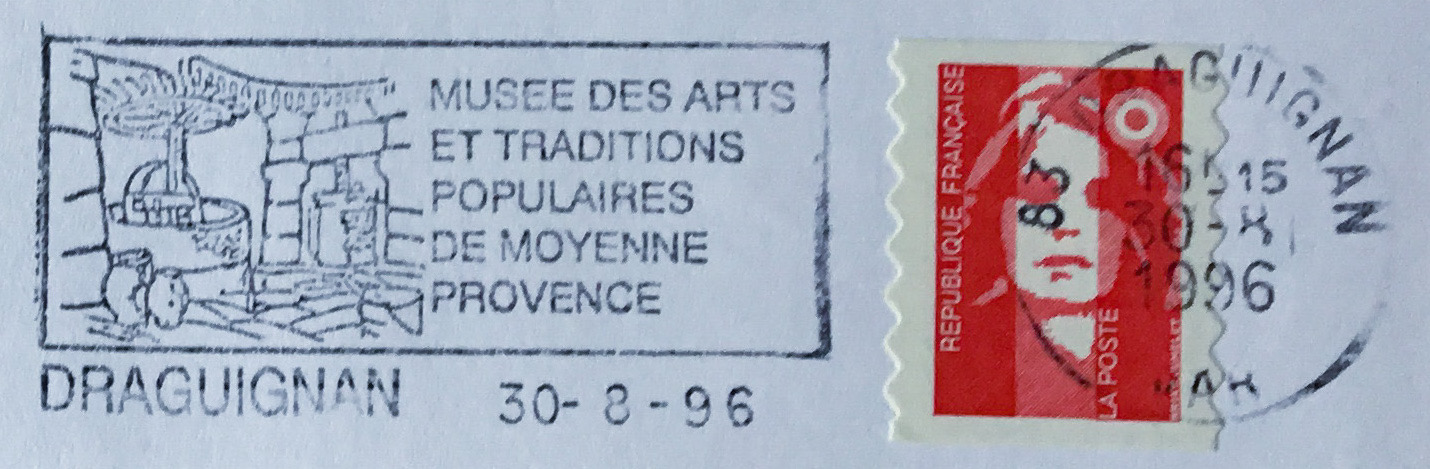 MUSEE DES ARTS
ET TRADITIONS
POPULAIRES
DE MOYENNE
PROVENCE
DRAGUIGNAN 30-8-96
REPUBLIQUE FRANÇAISE
LA POSTE
83
DRAGUIGNAN
1996